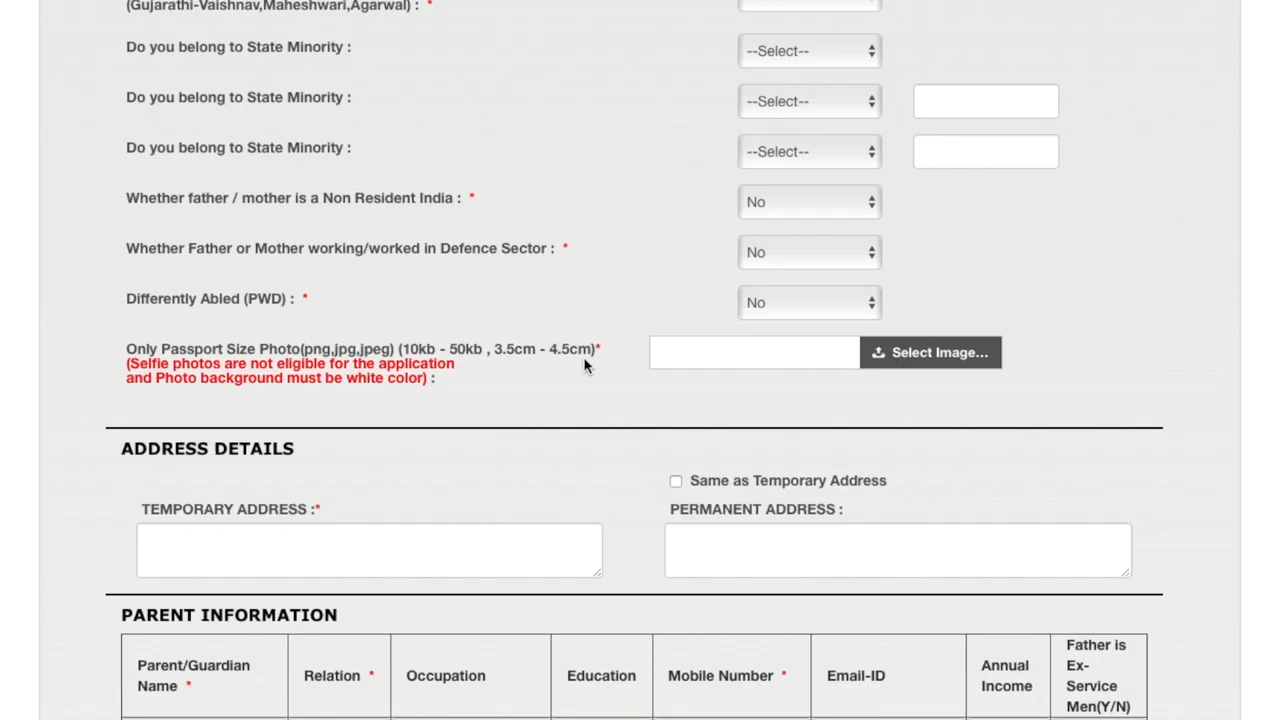 (Gujarathi-Vaishnav,Maheshwari,Agarwal) : *
Do you belong to State Minority :
--Select--
Do you belong to State Minority :
--Select--
Do you belong to State Minority :
--Select--
Whether father / mother is a Non Resident India : *
No
Whether Father or Mother working/worked in Defence Sector : *
No
Differently Abled (PWD) : *
No
Only Passport Size Photo(png,jpg,jpeg) (10kb - 50kb , 3.5cm - 4.5cm)*
(Selfie photos are not eligible for the application
and Photo background must be white color) :
Select Image...
ADDRESS DETAILS
Same as Temporary Address
TEMPORARY ADDRESS :*
PERMANENT ADDRESS :
PARENT INFORMATION
Parent/Guardian
Name *
Relation *
Occupation
Education
Mobile Number *
Email-ID
Annual
Income
Father is
Ex-
Service
Men(Y/N)